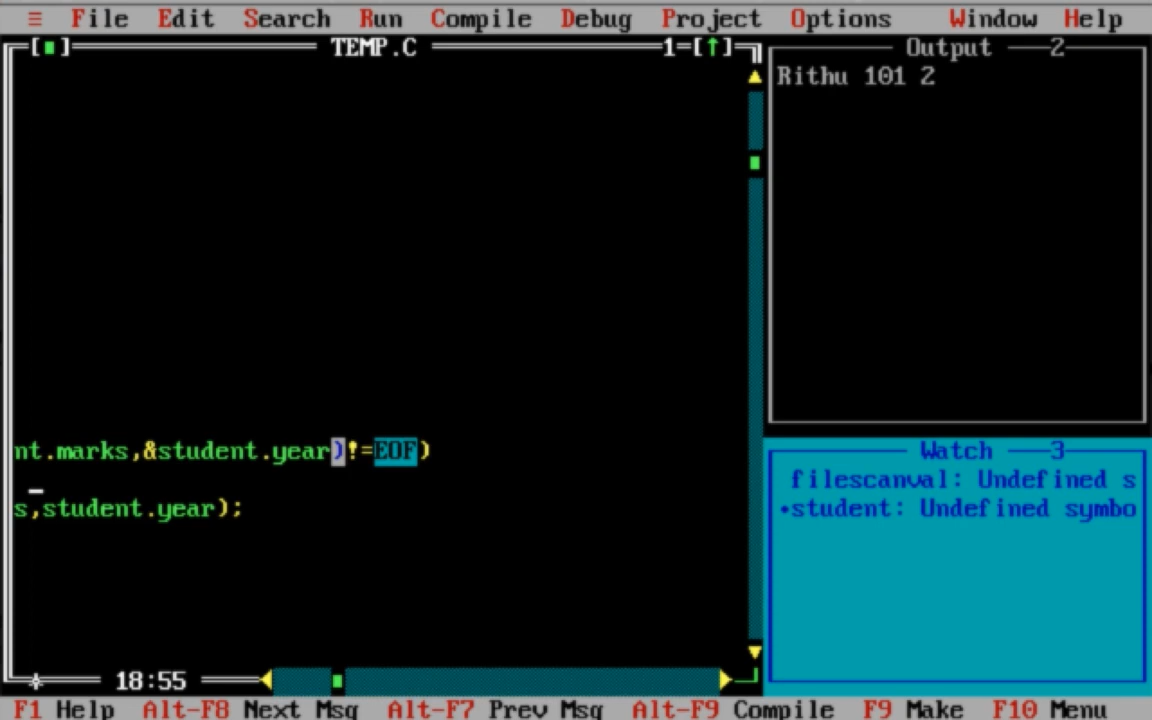 ≡ File Edit Search Run Compile Debug Project Options Window Help
[■] TEMP.C 1=[↑]
nt.marks,&student.year)!=EOF)
s,student.year);
18:55
Output 2
Rithu 101 2
Watch 3
filescanval: Undefined s
•student: Undefined symbo
F1 Help Alt-F8 Next Msg Alt-F7 Prev Msg Alt-F9 Compile F9 Make F10 Menu